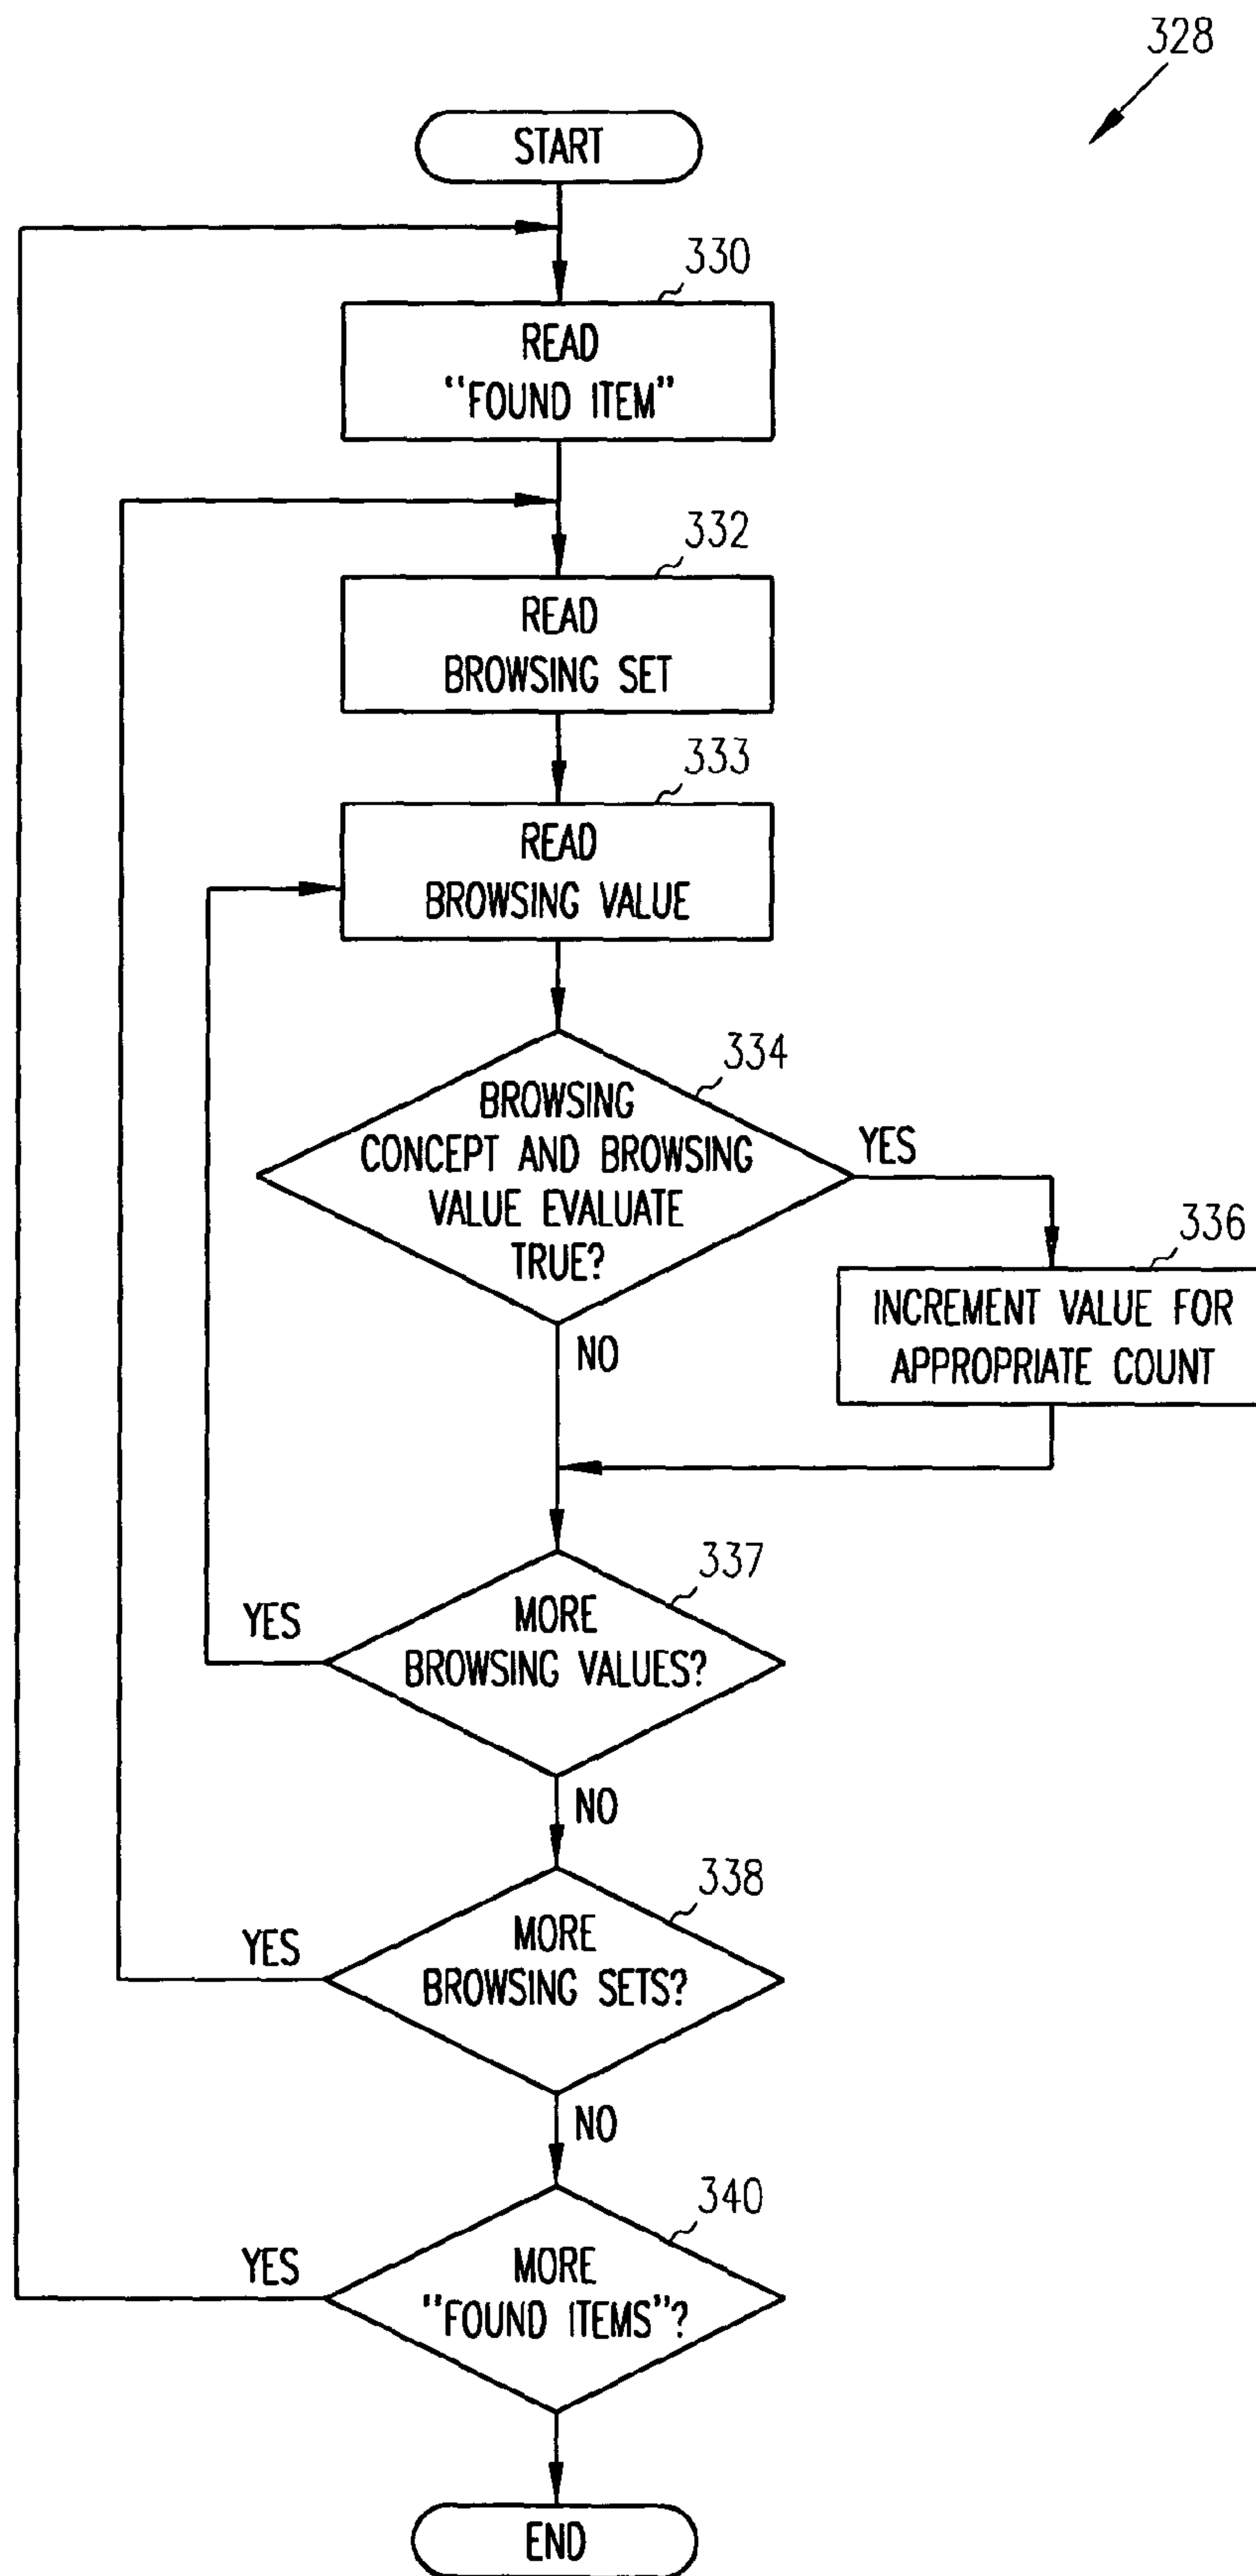 328
START
330
READ
"FOUND ITEM"
332
READ
BROWSING SET
333
READ
BROWSING VALUE
334
BROWSING
CONCEPT AND BROWSING
VALUE EVALUATE
TRUE?
YES
336
INCREMENT VALUE FOR
APPROPRIATE COUNT
NO
337
MORE
BROWSING VALUES?
YES
NO
338
MORE
BROWSING SETS?
YES
NO
340
MORE
"FOUND ITEMS"?
YES
END